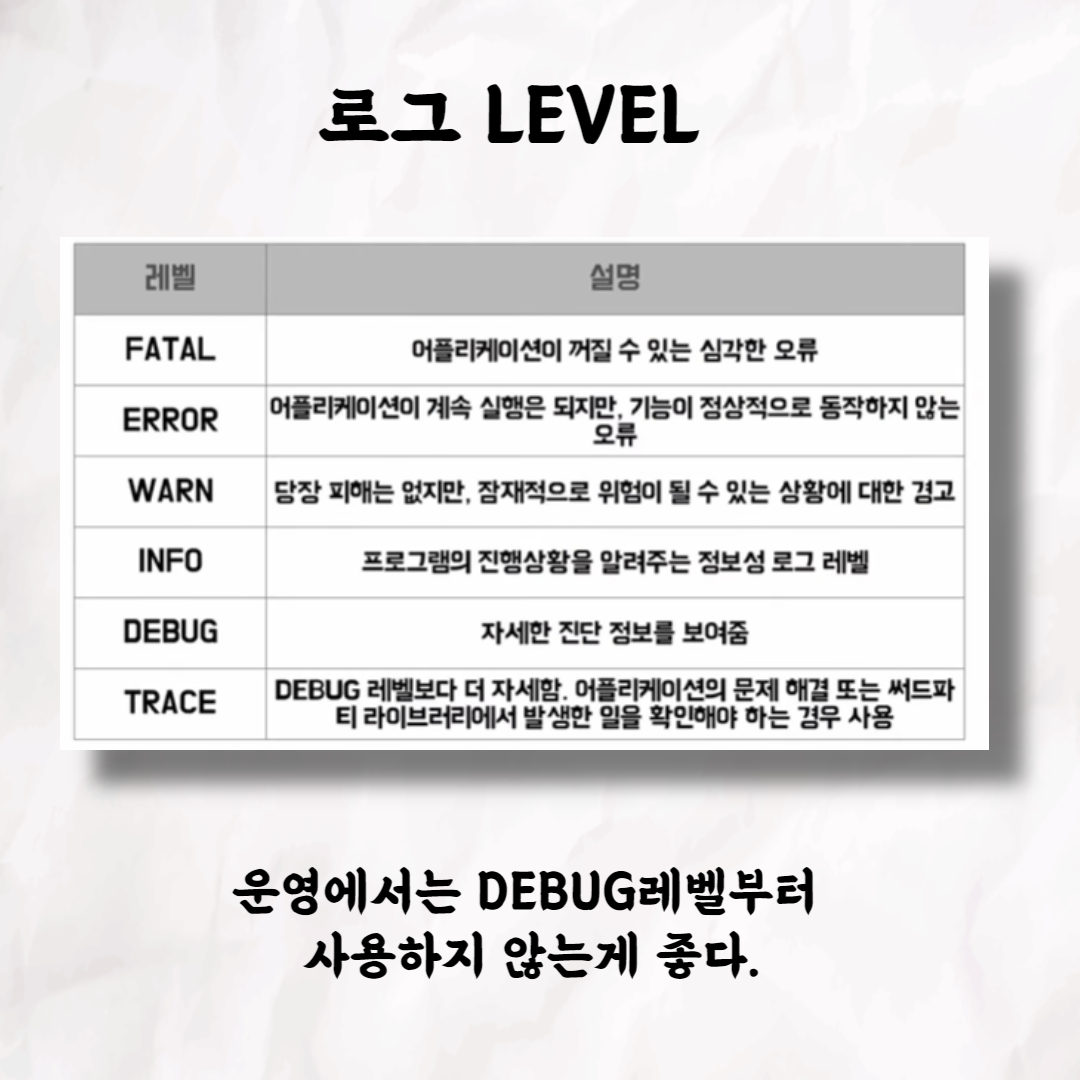 로그 LEVEL
레벨 설명
FATAL 어플리케이션이 꺼질 수 있는 심각한 오류
ERROR 어플리케이션이 계속 실행은 되지만, 기능이 정상적으로 동작하지 않는
오류
WARN 당장 피해는 없지만, 잠재적으로 위험이 될 수 있는 상황에 대한 경고
INFO 프로그램의 진행상황을 알려주는 정보성 로그 레벨
DEBUG 자세한 진단 정보를 보여줌
TRACE DEBUG 레벨보다 더 자세함. 어플리케이션의 문제 해결 또는 써드파
티 라이브러리에서 발생한 일을 확인해야 하는 경우 사용
운영에서는 DEBUG레벨부터
사용하지 않는게 좋다.